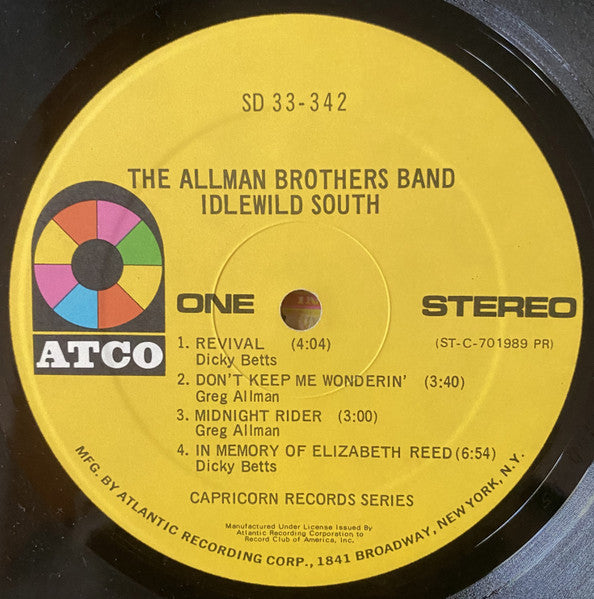 SD 33-342
THE ALLMAN BROTHERS BAND
IDLEWILD SOUTH
ATCO
ONE
STEREO
(ST-C-701989 PR)
1. REVIVAL (4:04)
Dicky Betts
2. DON'T KEEP ME WONDERIN' (3:40)
Greg Allman
3. MIDNIGHT RIDER (3:00)
Greg Allman
4. IN MEMORY OF ELIZABETH REED (6:54)
Dicky Betts
CAPRICORN RECORDS SERIES
Manufactured Under License Issued By
Atlantic Recording Corporation to
Record Club of America, Inc.
MFG. BY ATLANTIC RECORDING CORP., 1841 BROADWAY, NEW YORK, N.Y.